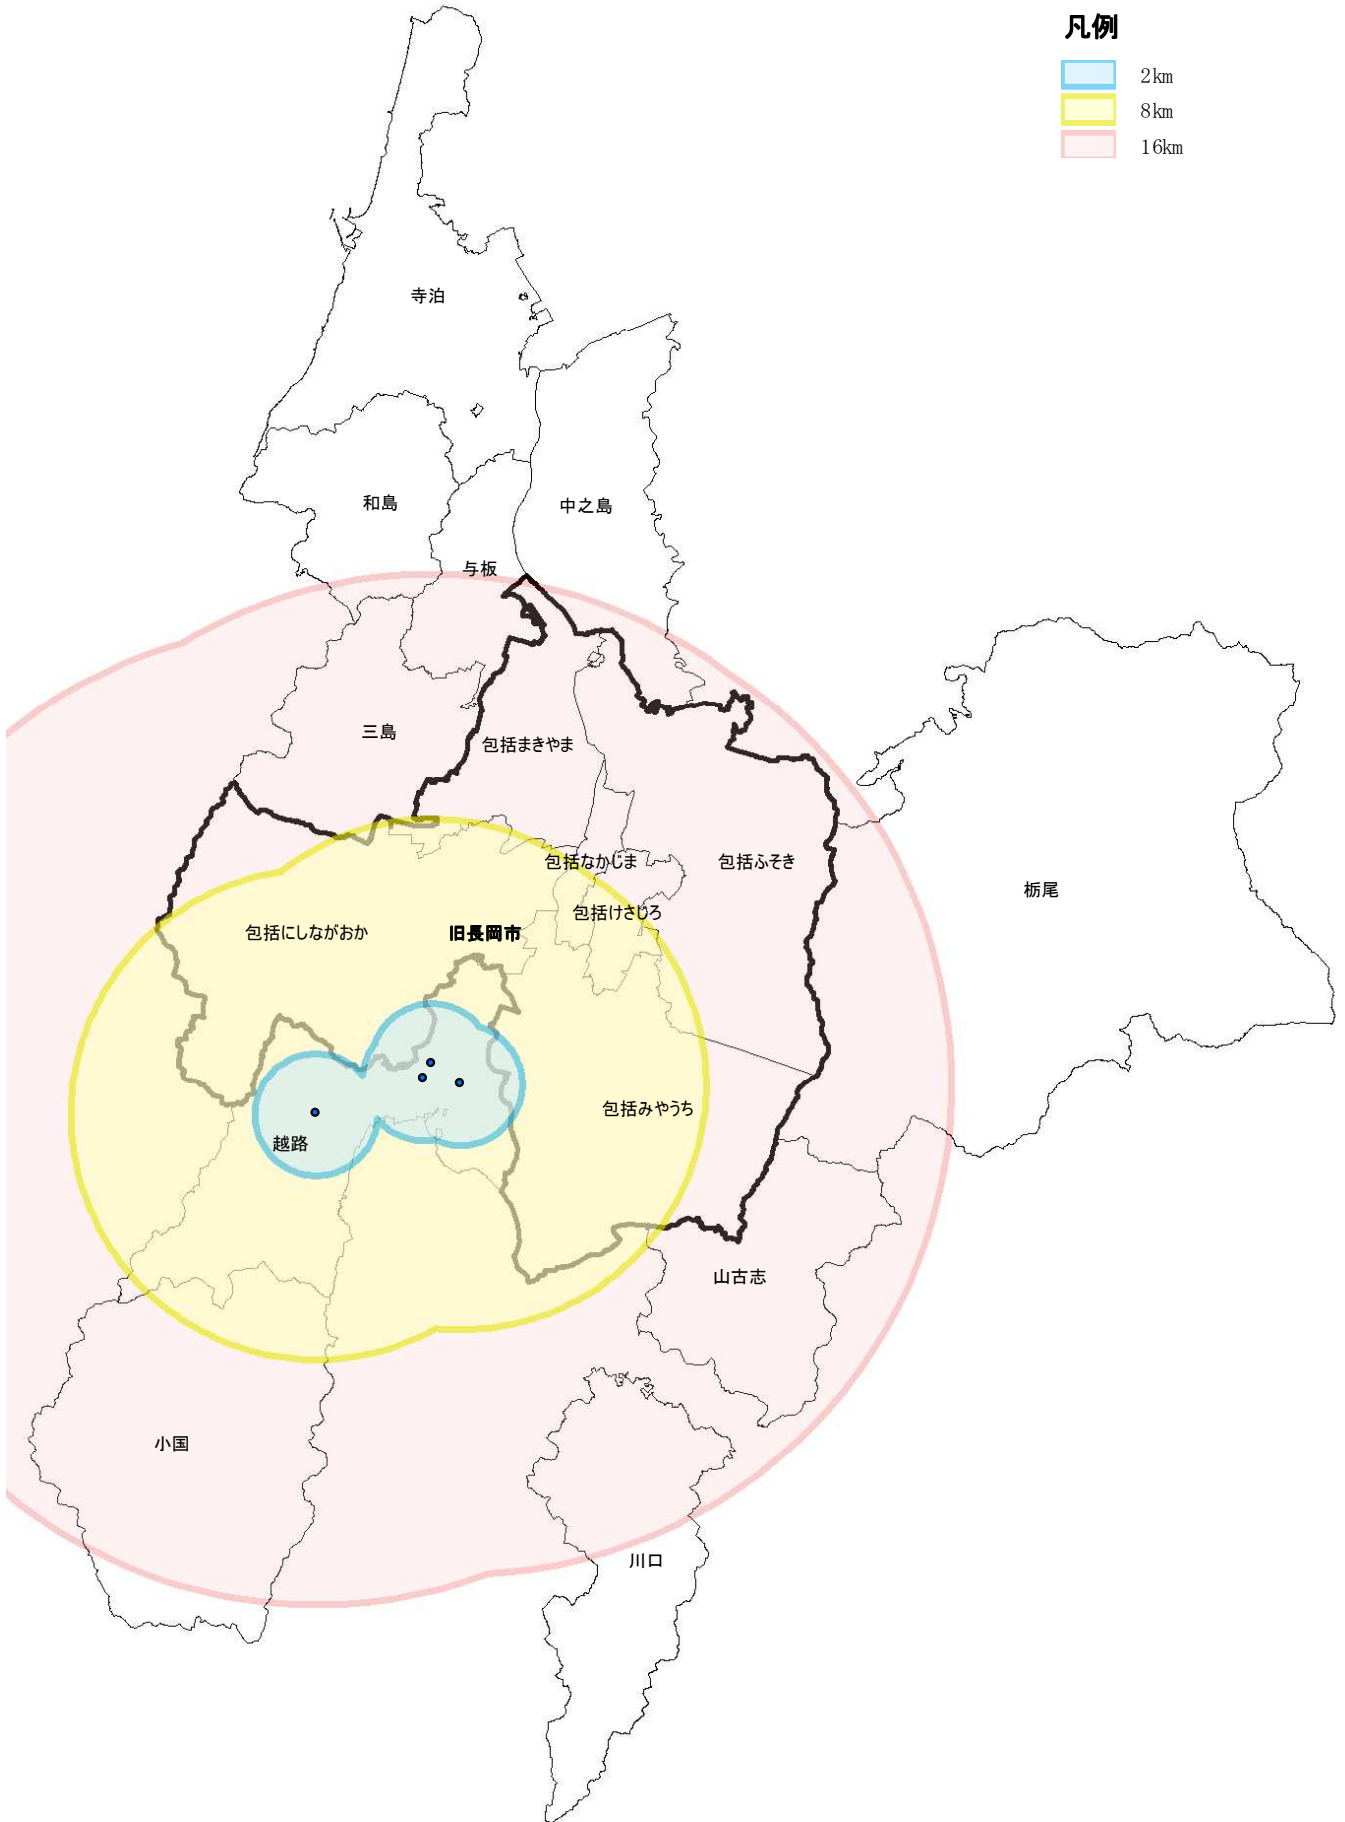 凡例
2km
8km
16km
寺泊
和島
中之島
与板
三島
包括まきやま
包括なかじま
包括ふそき
栃尾
包括けさじろ
包括にしながおか
旧長岡市
包括みやうち
越路
山古志
小国
川口